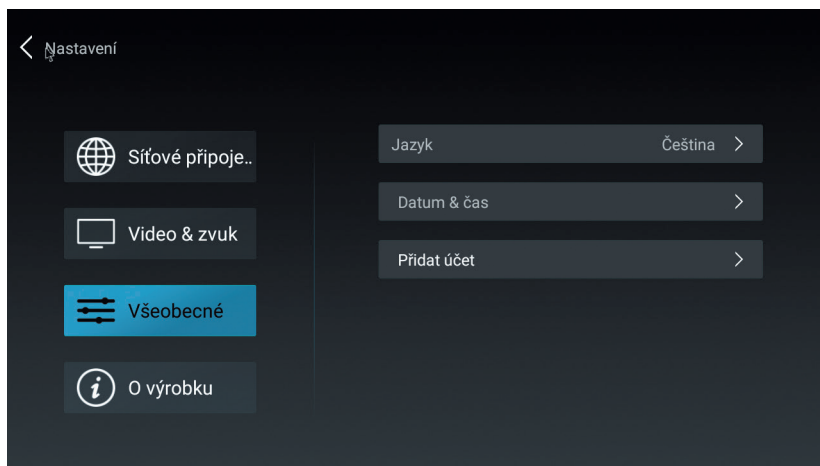 Nastavení
Síťové připoje..
Video & zvuk
Všeobecné
O výrobku
Jazyk Čeština
Datum & čas
Přidat účet